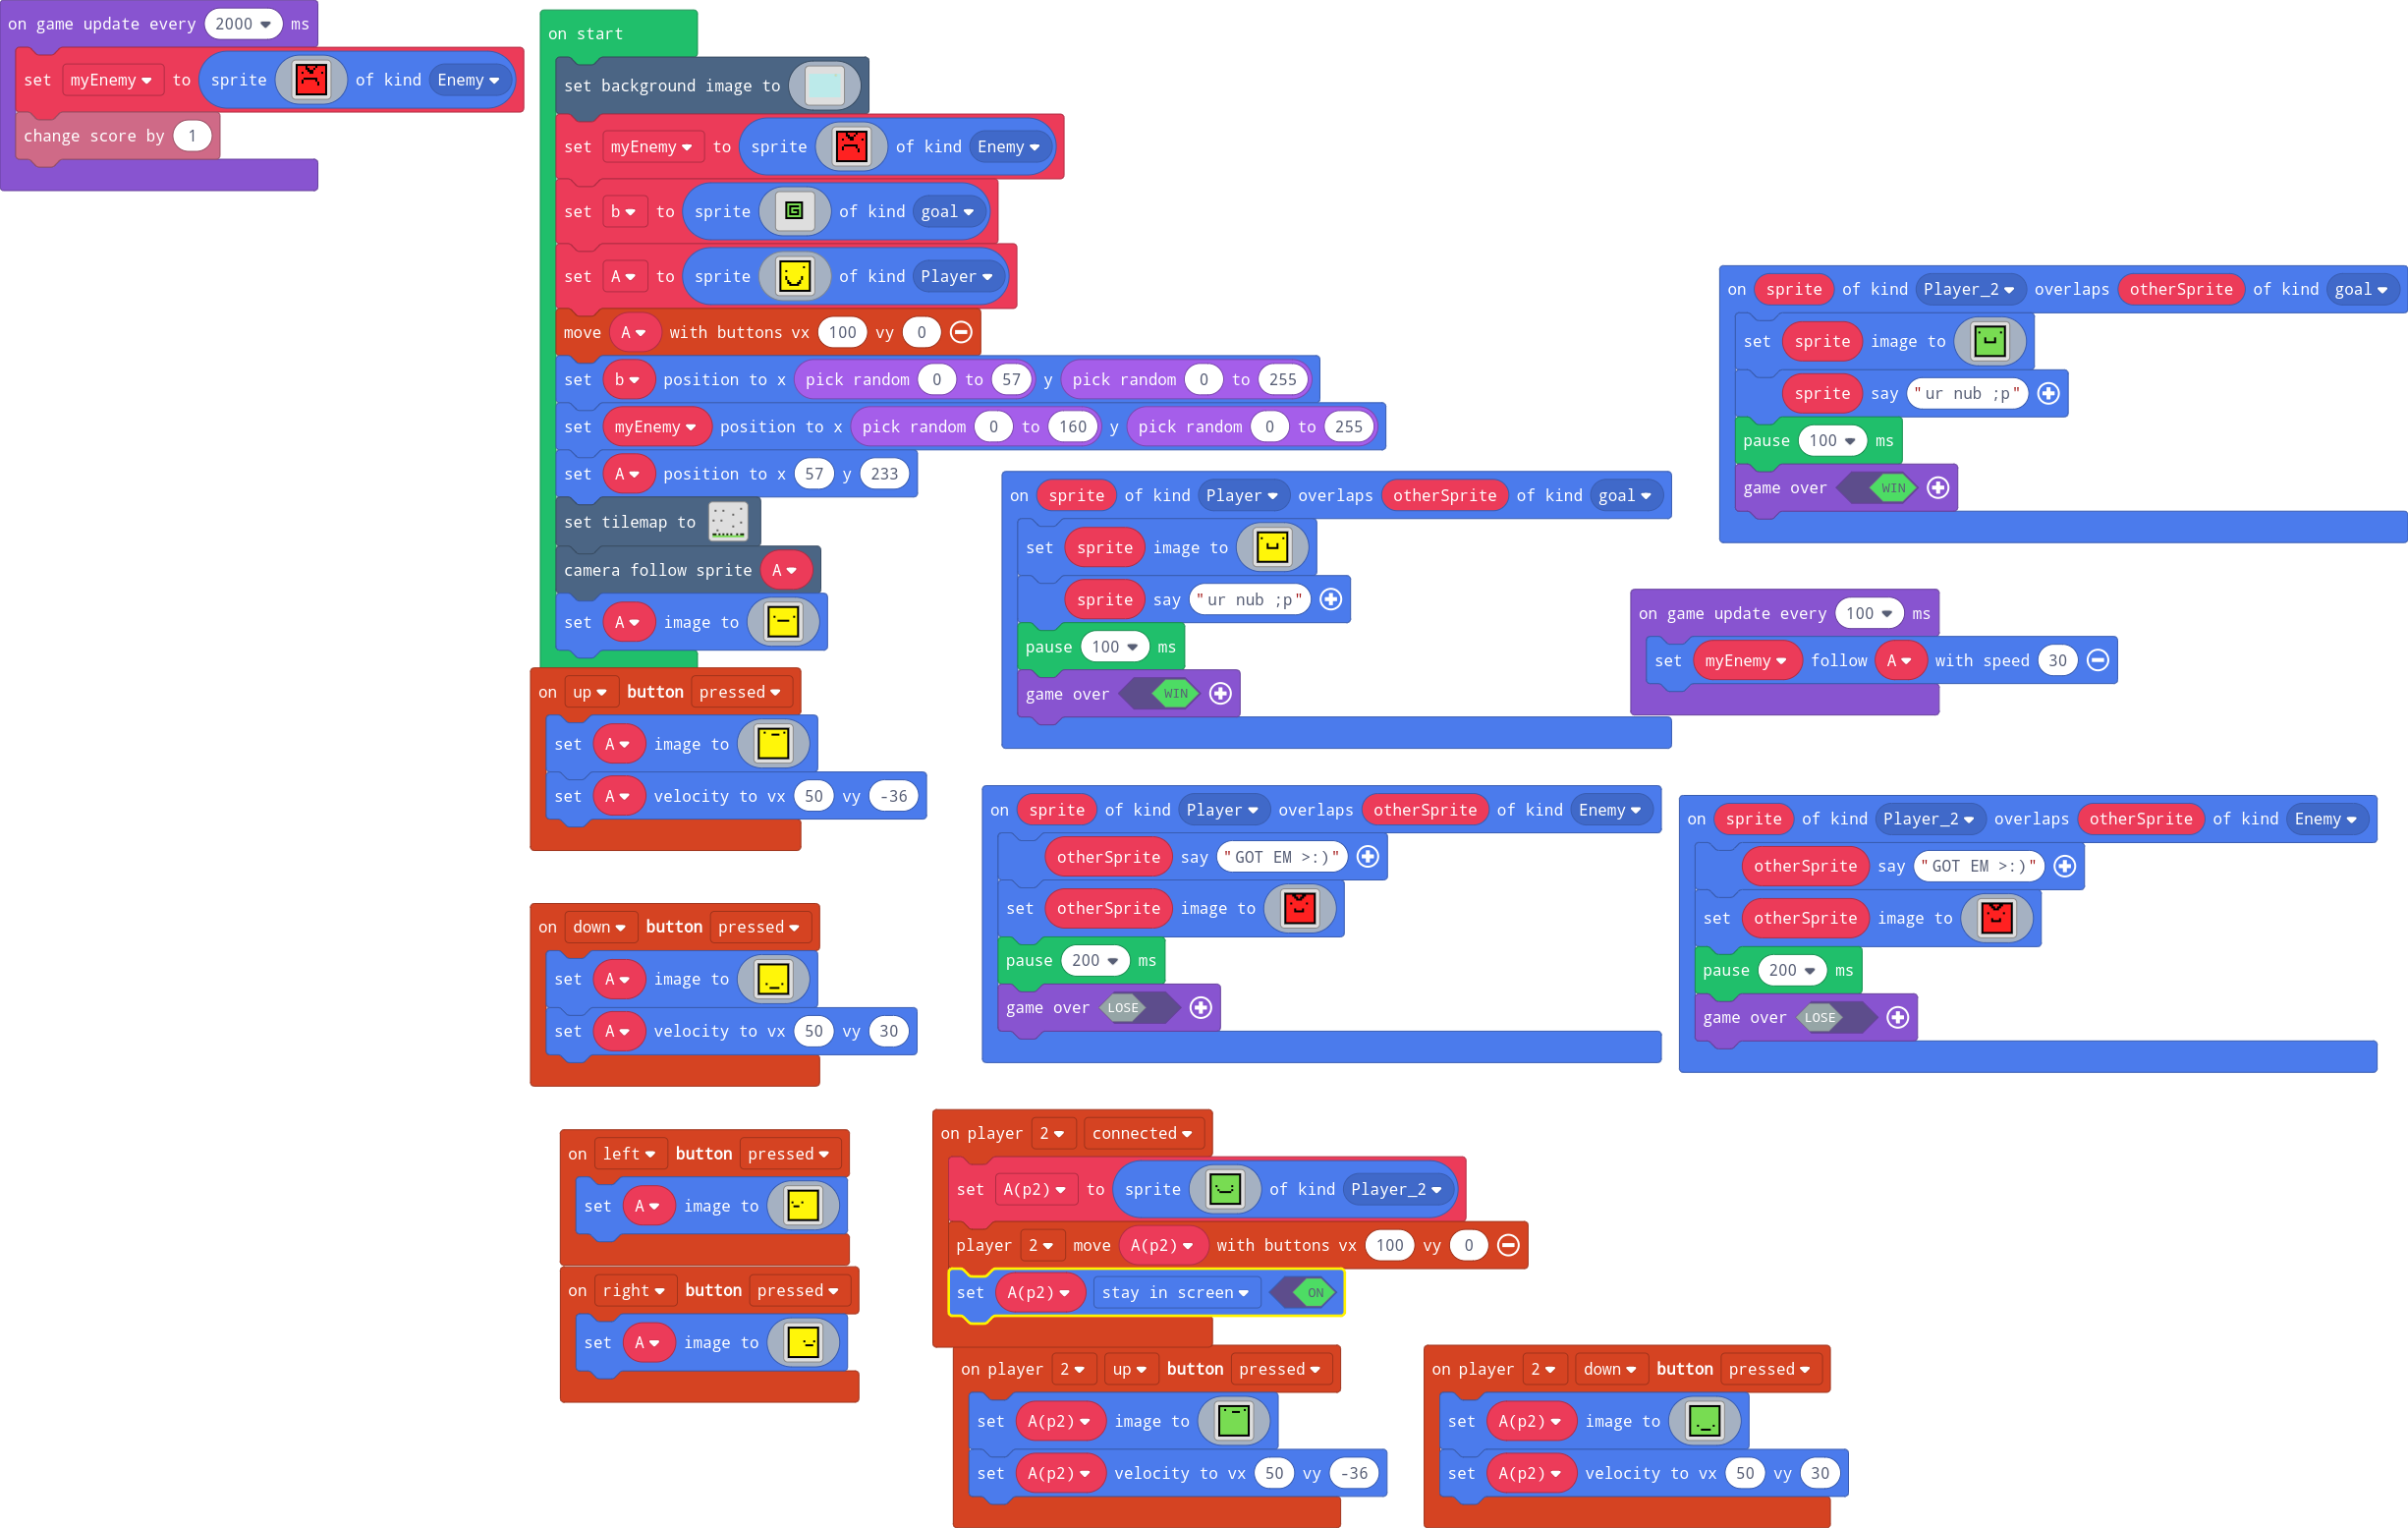 on game update every 2000 ms
set myEnemy to sprite of kind Enemy
change score by 1
on start
set background image to
set myEnemy to sprite of kind Enemy
set b to sprite of kind goal
set A to sprite of kind Player
move A with buttons vx 100 vy 0
set b position to x pick random 0 to 57 y pick random 0 to 255
set myEnemy position to x pick random 0 to 160 y pick random 0 to 255
set A position to x 57 y 233
set tilemap to
camera follow sprite A
set A image to
on up button pressed
set A image to
set A velocity to vx 50 vy -36
on down button pressed
set A image to
set A velocity to vx 50 vy 30
on left button pressed
set A image to
on right button pressed
set A image to
on sprite of kind Player overlaps otherSprite of kind goal
set sprite image to
sprite say "ur nub ;p"
pause 100 ms
game over WIN
on sprite of kind Player overlaps otherSprite of kind Enemy
otherSprite say "GOT EM >:)"
set otherSprite image to
pause 200 ms
game over LOSE
on player 2 connected
set A(p2) to sprite of kind Player_2
player 2 move A(p2) with buttons vx 100 vy 0
set A(p2) stay in screen ON
on player 2 up button pressed
set A(p2) image to
set A(p2) velocity to vx 50 vy -36
on player 2 down button pressed
set A(p2) image to
set A(p2) velocity to vx 50 vy 30
on sprite of kind Player_2 overlaps otherSprite of kind goal
set sprite image to
sprite say "ur nub ;p"
pause 100 ms
game over WIN
on game update every 100 ms
set myEnemy follow A with speed 30
on sprite of kind Player_2 overlaps otherSprite of kind Enemy
otherSprite say "GOT EM >:)"
set otherSprite image to
pause 200 ms
game over LOSE